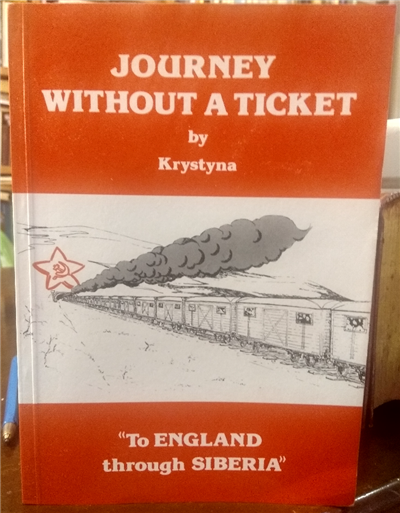 JOURNEY
WITHOUT A TICKET
by
Krystyna
“To ENGLAND
through SIBERIA”